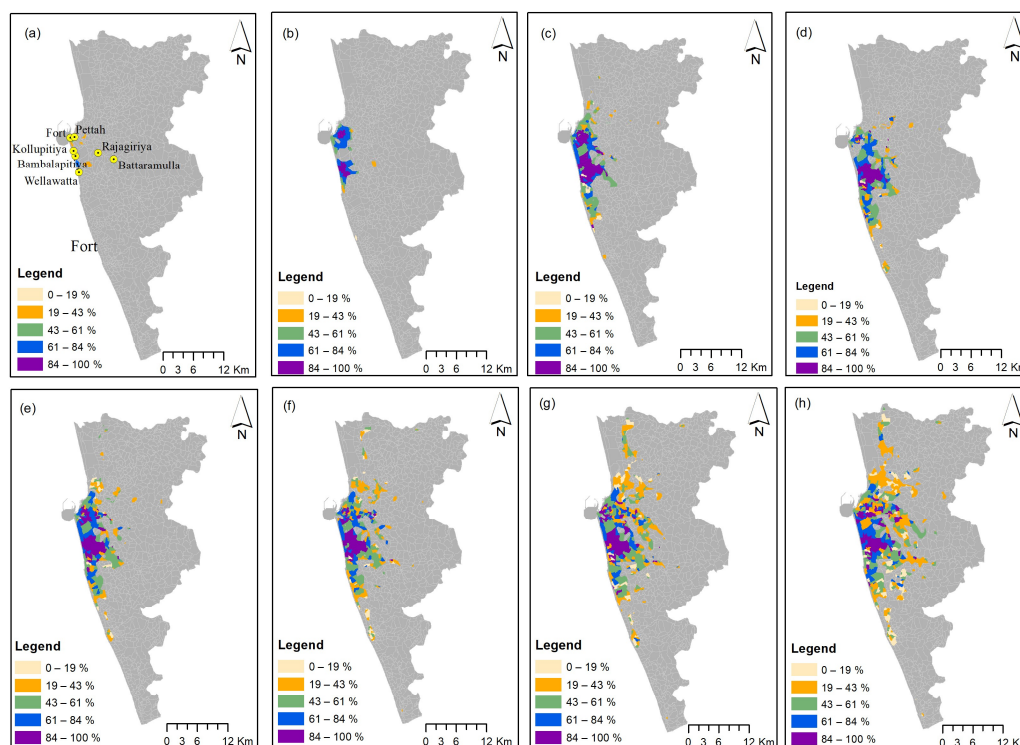 (a)
N
Fort
Pettah
Kollupitiya
Rajagiriya
Bambalapitiya
Battaramulla
Wellawatta
Fort
Legend
0 – 19 %
19 – 43 %
43 – 61 %
61 – 84 %
84 – 100 %
0 3 6 12 Km
(b)
N
Legend
0 – 19 %
19 – 43 %
43 – 61 %
61 – 84 %
84 – 100 %
0 3 6 12 Km
(c)
N
Legend
0 – 19 %
19 – 43 %
43 – 61 %
61 – 84 %
84 – 100 %
0 3 6 12 Km
(d)
N
Legend
0 – 19 %
19 – 43 %
43 – 61 %
61 – 84 %
84 – 100 %
0 3 6 12 Km
(e)
N
Legend
0 – 19 %
19 – 43 %
43 – 61 %
61 – 84 %
84 – 100 %
0 3 6 12 Km
(f)
N
Legend
0 – 19 %
19 – 43 %
43 – 61 %
61 – 84 %
84 – 100 %
0 3 6 12 Km
(g)
N
Legend
0 – 19 %
19 – 43 %
43 – 61 %
61 – 84 %
84 – 100 %
0 3 6 12 Km
(h)
N
Legend
0 – 19 %
19 – 43 %
43 – 61 %
61 – 84 %
84 – 100 %
0 3 6 12 Km